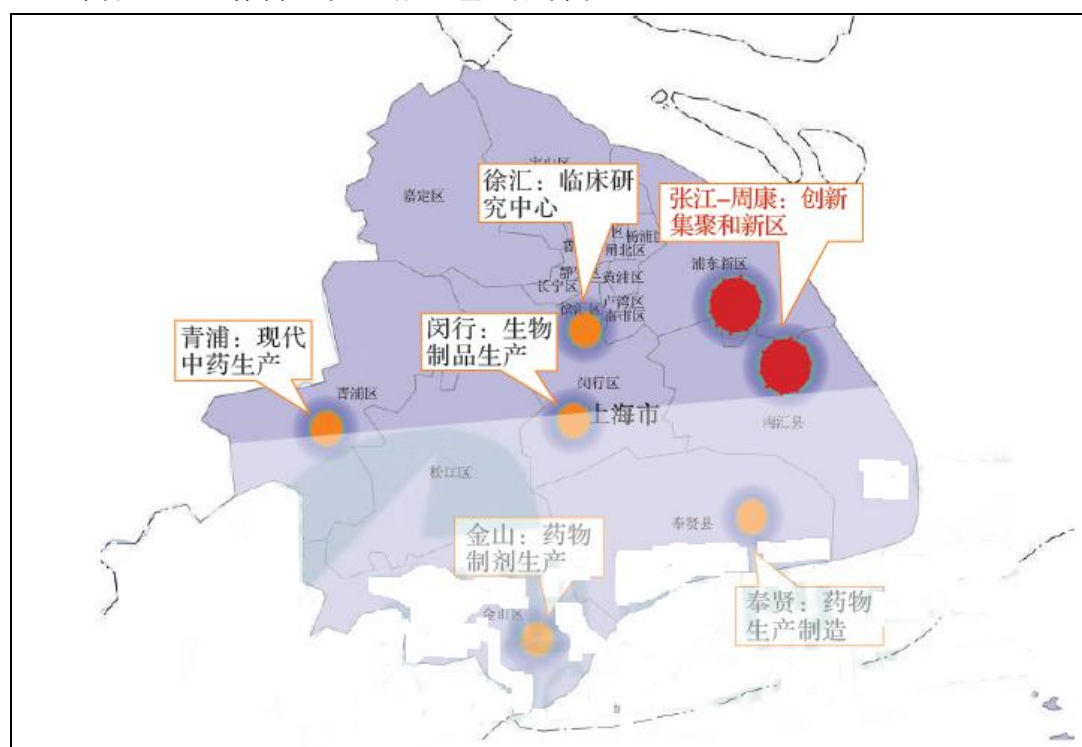 嘉定区
徐汇：临床研
究中心
张江-周康：创新
集聚和新区
杨浦区
闸北区
浦东新区
静安区
黄浦区
长宁区
卢湾区
徐汇区
南市区
青浦：现代
中药生产
闵行：生物
制品生产
青浦区
闵行区
上海市
南汇县
松江区
奉贤县
金山：药物
制剂生产
金山区
奉贤：药物
生产制造